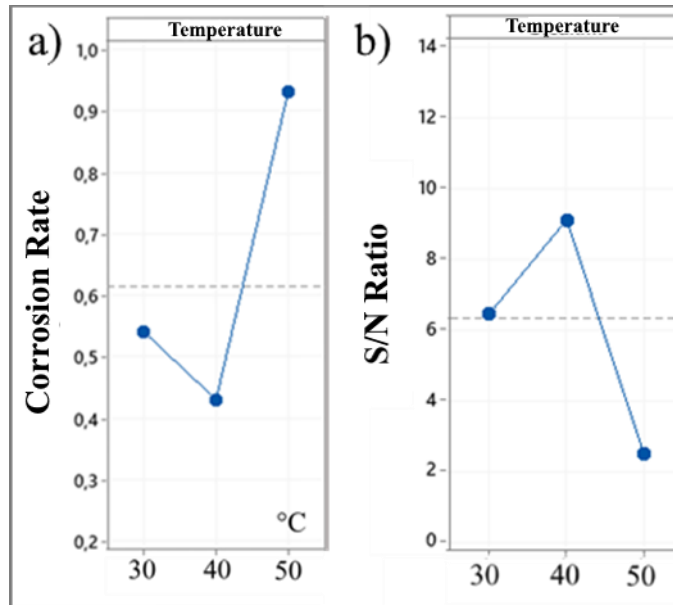 a)
Temperature
1,0
0,9
0,8
0,7
0,6
0,5
0,4
0,3
0,2
Corrosion Rate
°C
30 40 50
b)
Temperature
14
12
10
8
6
4
2
0
S/N Ratio
30 40 50